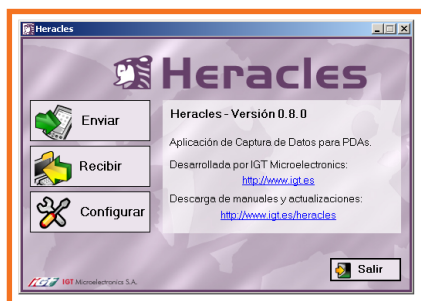 Heracles
Heracles
Enviar
Recibir
Configurar
Heracles - Versión 0.8.0
Aplicación de Captura de Datos para PDAs.
Desarrollada por IGT Microelectronics:
http://www.igt.es
Descarga de manuales y actualizaciones:
http://www.igt.es/heracles
IGT IGT Microelectronics S.A.
Salir